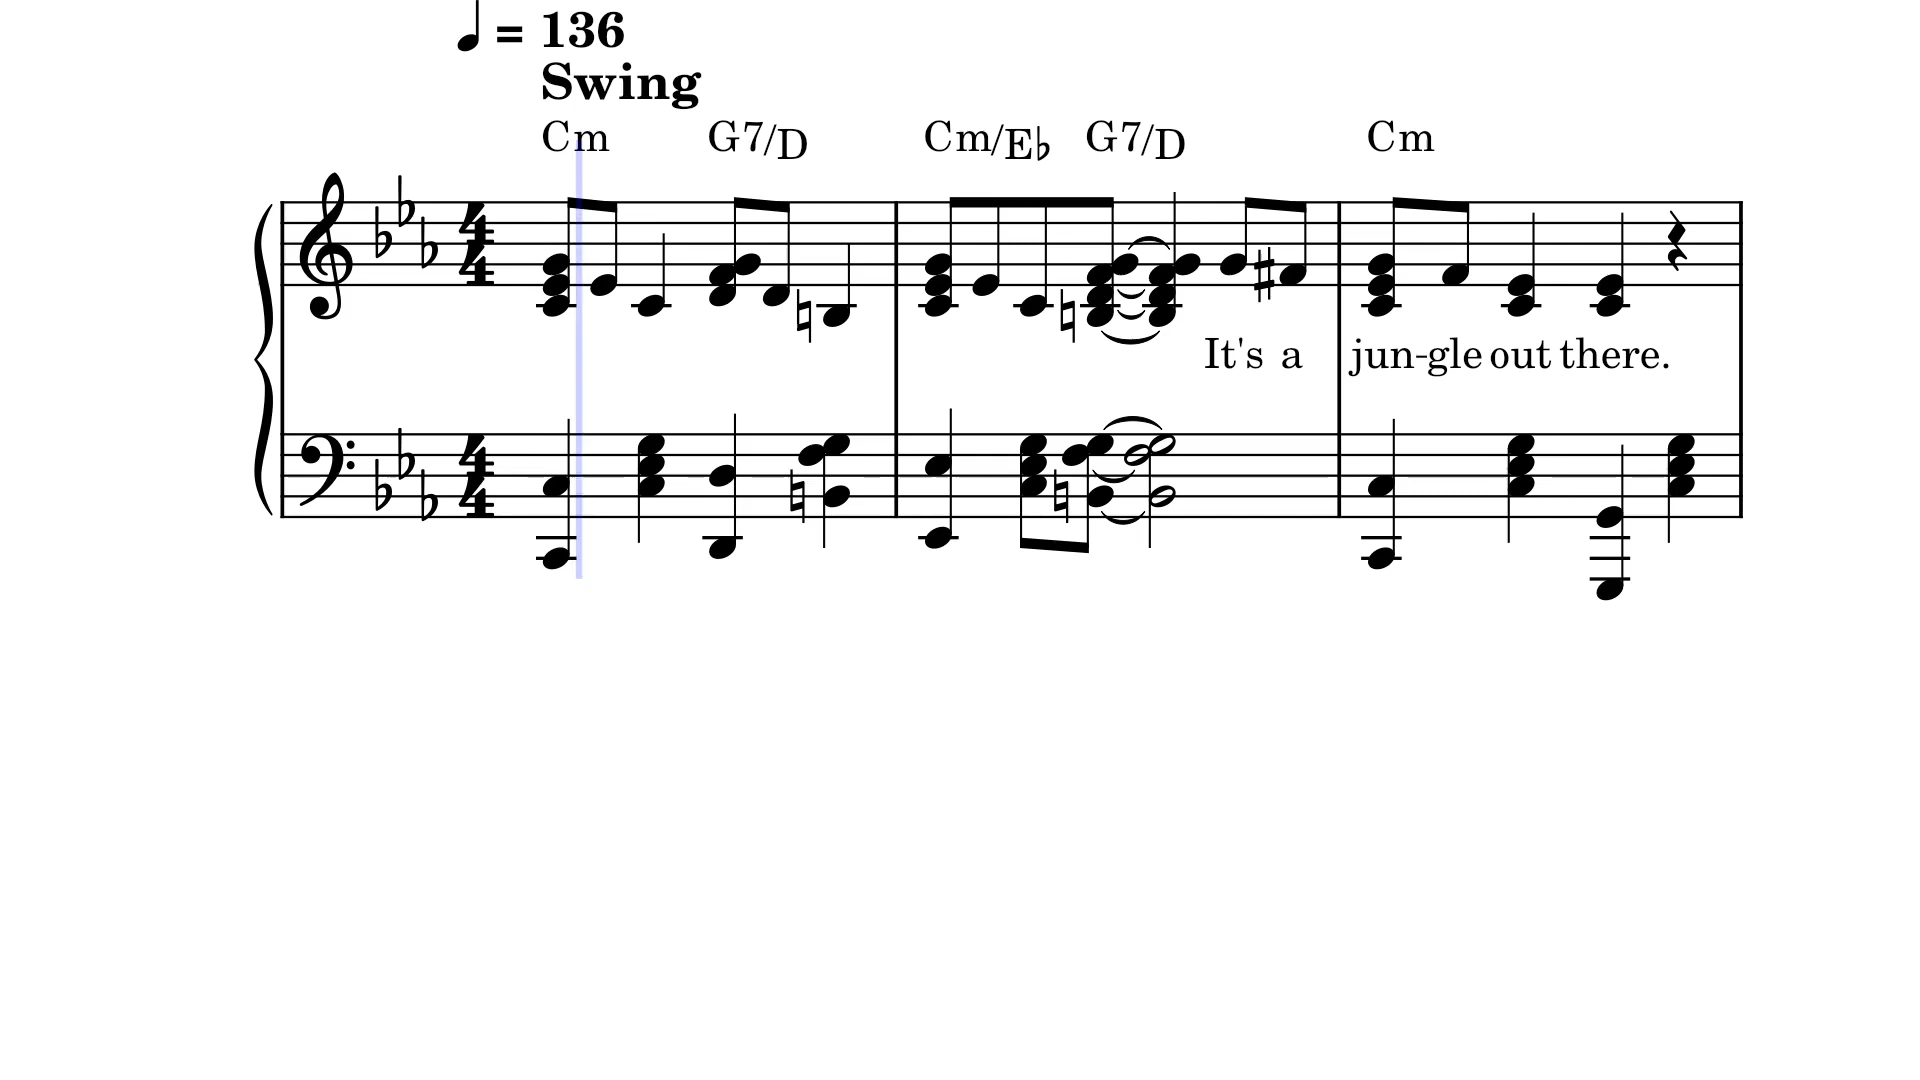 ♩ = 136
Swing
Cm G7/D Cm/E♭ G7/D Cm
It's a jun-gle out there.